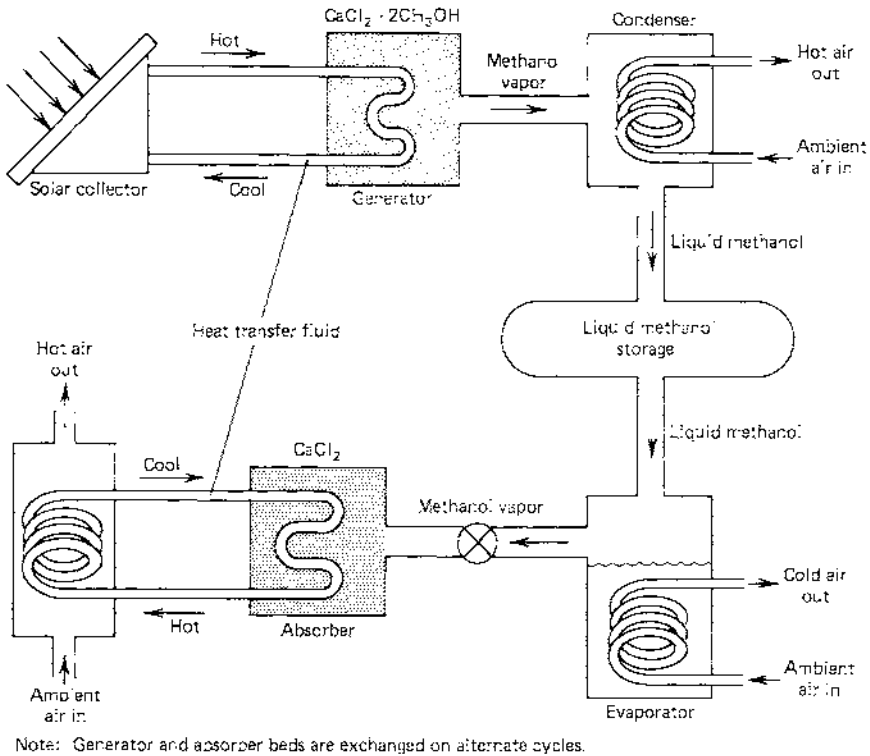 CaCl2 · 2CH3OH
Condenser
Hot
Hot air
out
Methano
vapor
Ambient
air in
Cool
Solar collector
Generator
Liquid methanol
Liquid methanol
storage
Heat transfer fluid
Hot air
out
Liquid methanol
CaCl2
Cool
Methanol vapor
Cold air
out
Hot
Absorber
Ambient
air in
Ambient
air in
Evaporator
Note: Generator and absorber beds are exchanged on alternate cycles.